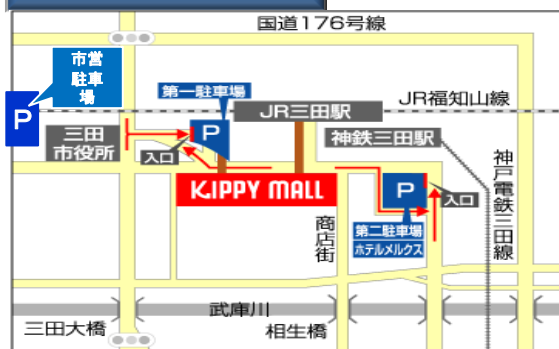 国道176号線
市営
駐車
場
P
第一駐車場
P
JR三田駅
JR福知山線
三田
市役所
入口
神鉄三田駅
KIPPY MALL
P
入口
神戸電鉄三田線
商店街
第二駐車場
ホテルメルクス
武庫川
三田大橋
相生橋